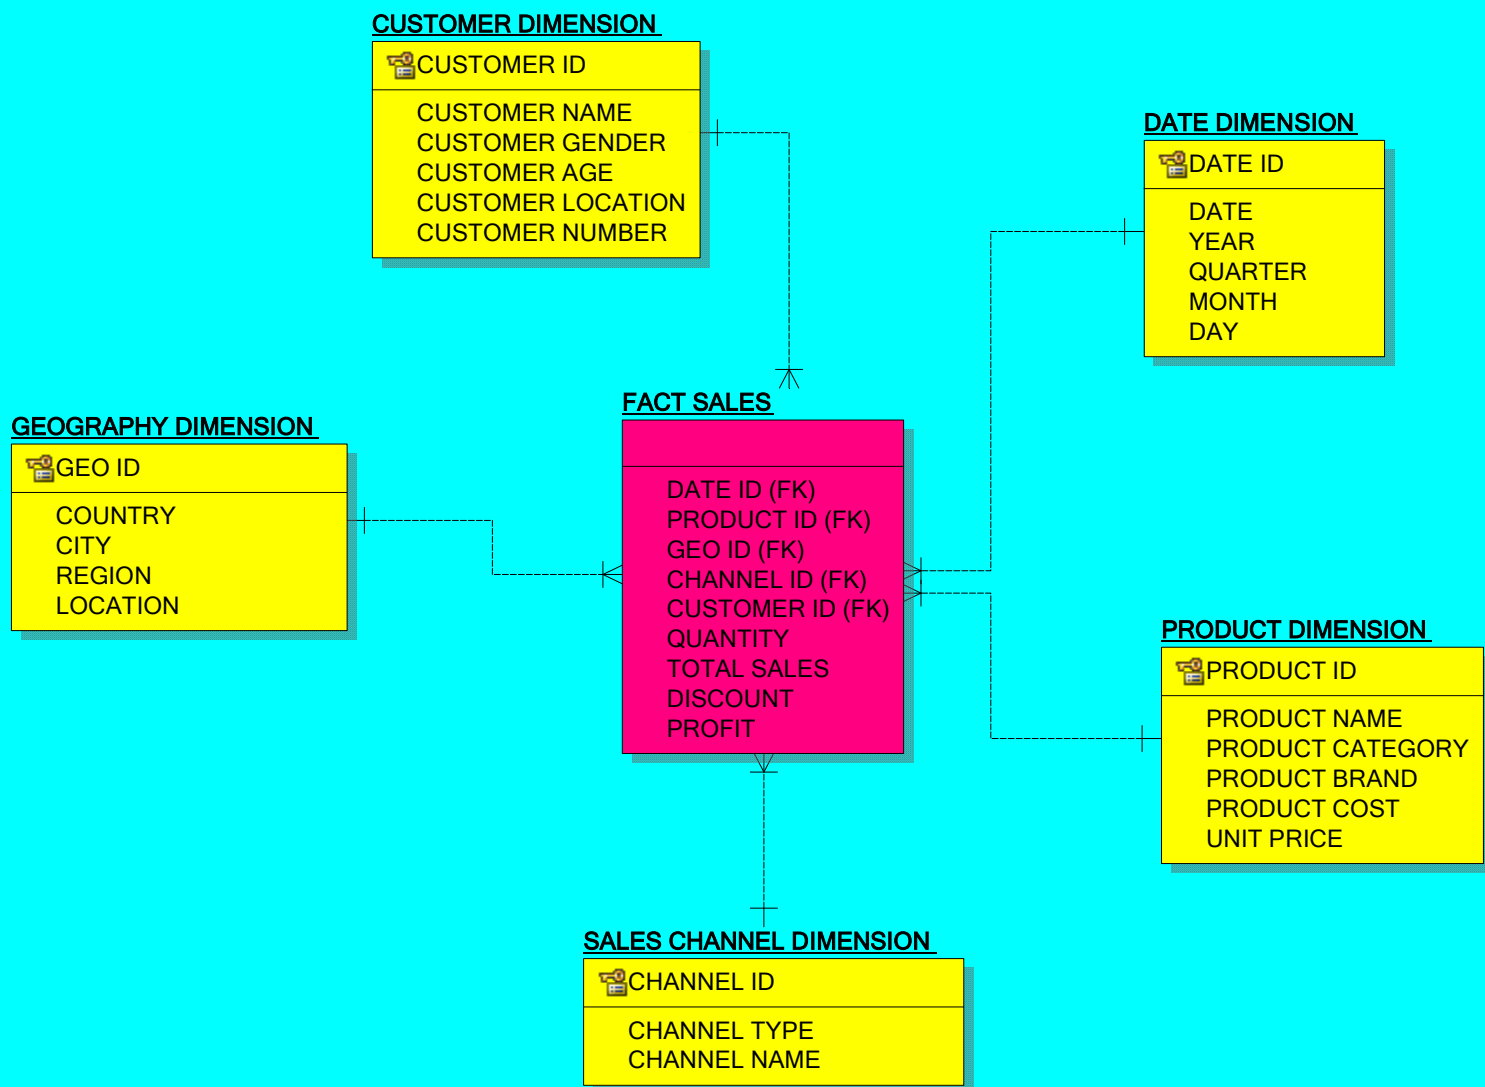 CUSTOMER DIMENSION
CUSTOMER ID
CUSTOMER NAME
CUSTOMER GENDER
CUSTOMER AGE
CUSTOMER LOCATION
CUSTOMER NUMBER
DATE DIMENSION
DATE ID
DATE
YEAR
QUARTER
MONTH
DAY
GEOGRAPHY DIMENSION
GEO ID
COUNTRY
CITY
REGION
LOCATION
FACT SALES
DATE ID (FK)
PRODUCT ID (FK)
GEO ID (FK)
CHANNEL ID (FK)
CUSTOMER ID (FK)
QUANTITY
TOTAL SALES
DISCOUNT
PROFIT
PRODUCT DIMENSION
PRODUCT ID
PRODUCT NAME
PRODUCT CATEGORY
PRODUCT BRAND
PRODUCT COST
UNIT PRICE
SALES CHANNEL DIMENSION
CHANNEL ID
CHANNEL TYPE
CHANNEL NAME